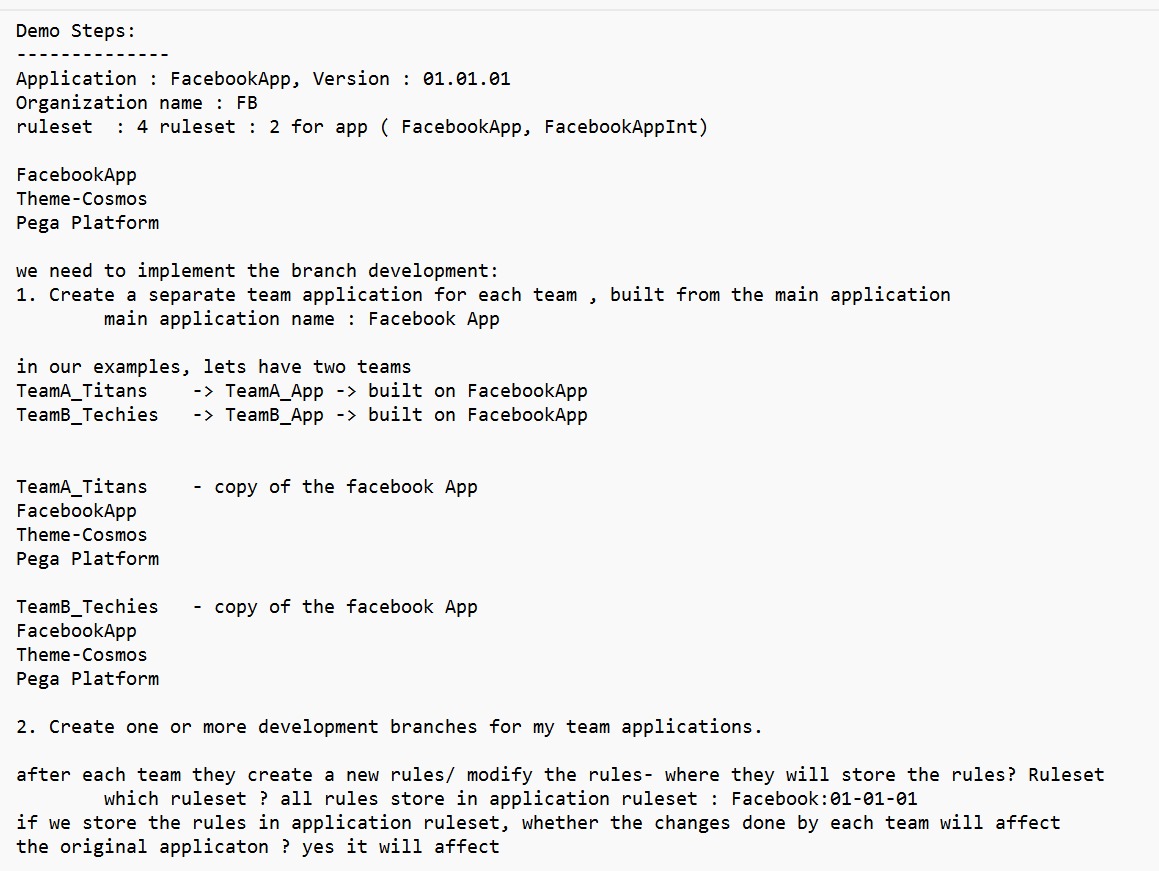 Demo Steps:
--------------
Application : FacebookApp, Version : 01.01.01
Organization name : FB
ruleset  : 4 ruleset : 2 for app ( FacebookApp, FacebookAppInt)
FacebookApp
Theme-Cosmos
Pega Platform
we need to implement the branch development:
1. Create a separate team application for each team , built from the main application
main application name : Facebook App
in our examples, lets have two teams
TeamA_Titans    -> TeamA_App -> built on FacebookApp
TeamB_Techies   -> TeamB_App -> built on FacebookApp
TeamA_Titans    - copy of the facebook App
FacebookApp
Theme-Cosmos
Pega Platform
TeamB_Techies   - copy of the facebook App
FacebookApp
Theme-Cosmos
Pega Platform
2. Create one or more development branches for my team applications.
after each team they create a new rules/ modify the rules- where they will store the rules? Ruleset
which ruleset ? all rules store in application ruleset : Facebook:01-01-01
if we store the rules in application ruleset, whether the changes done by each team will affect
the original applicaton ? yes it will affect